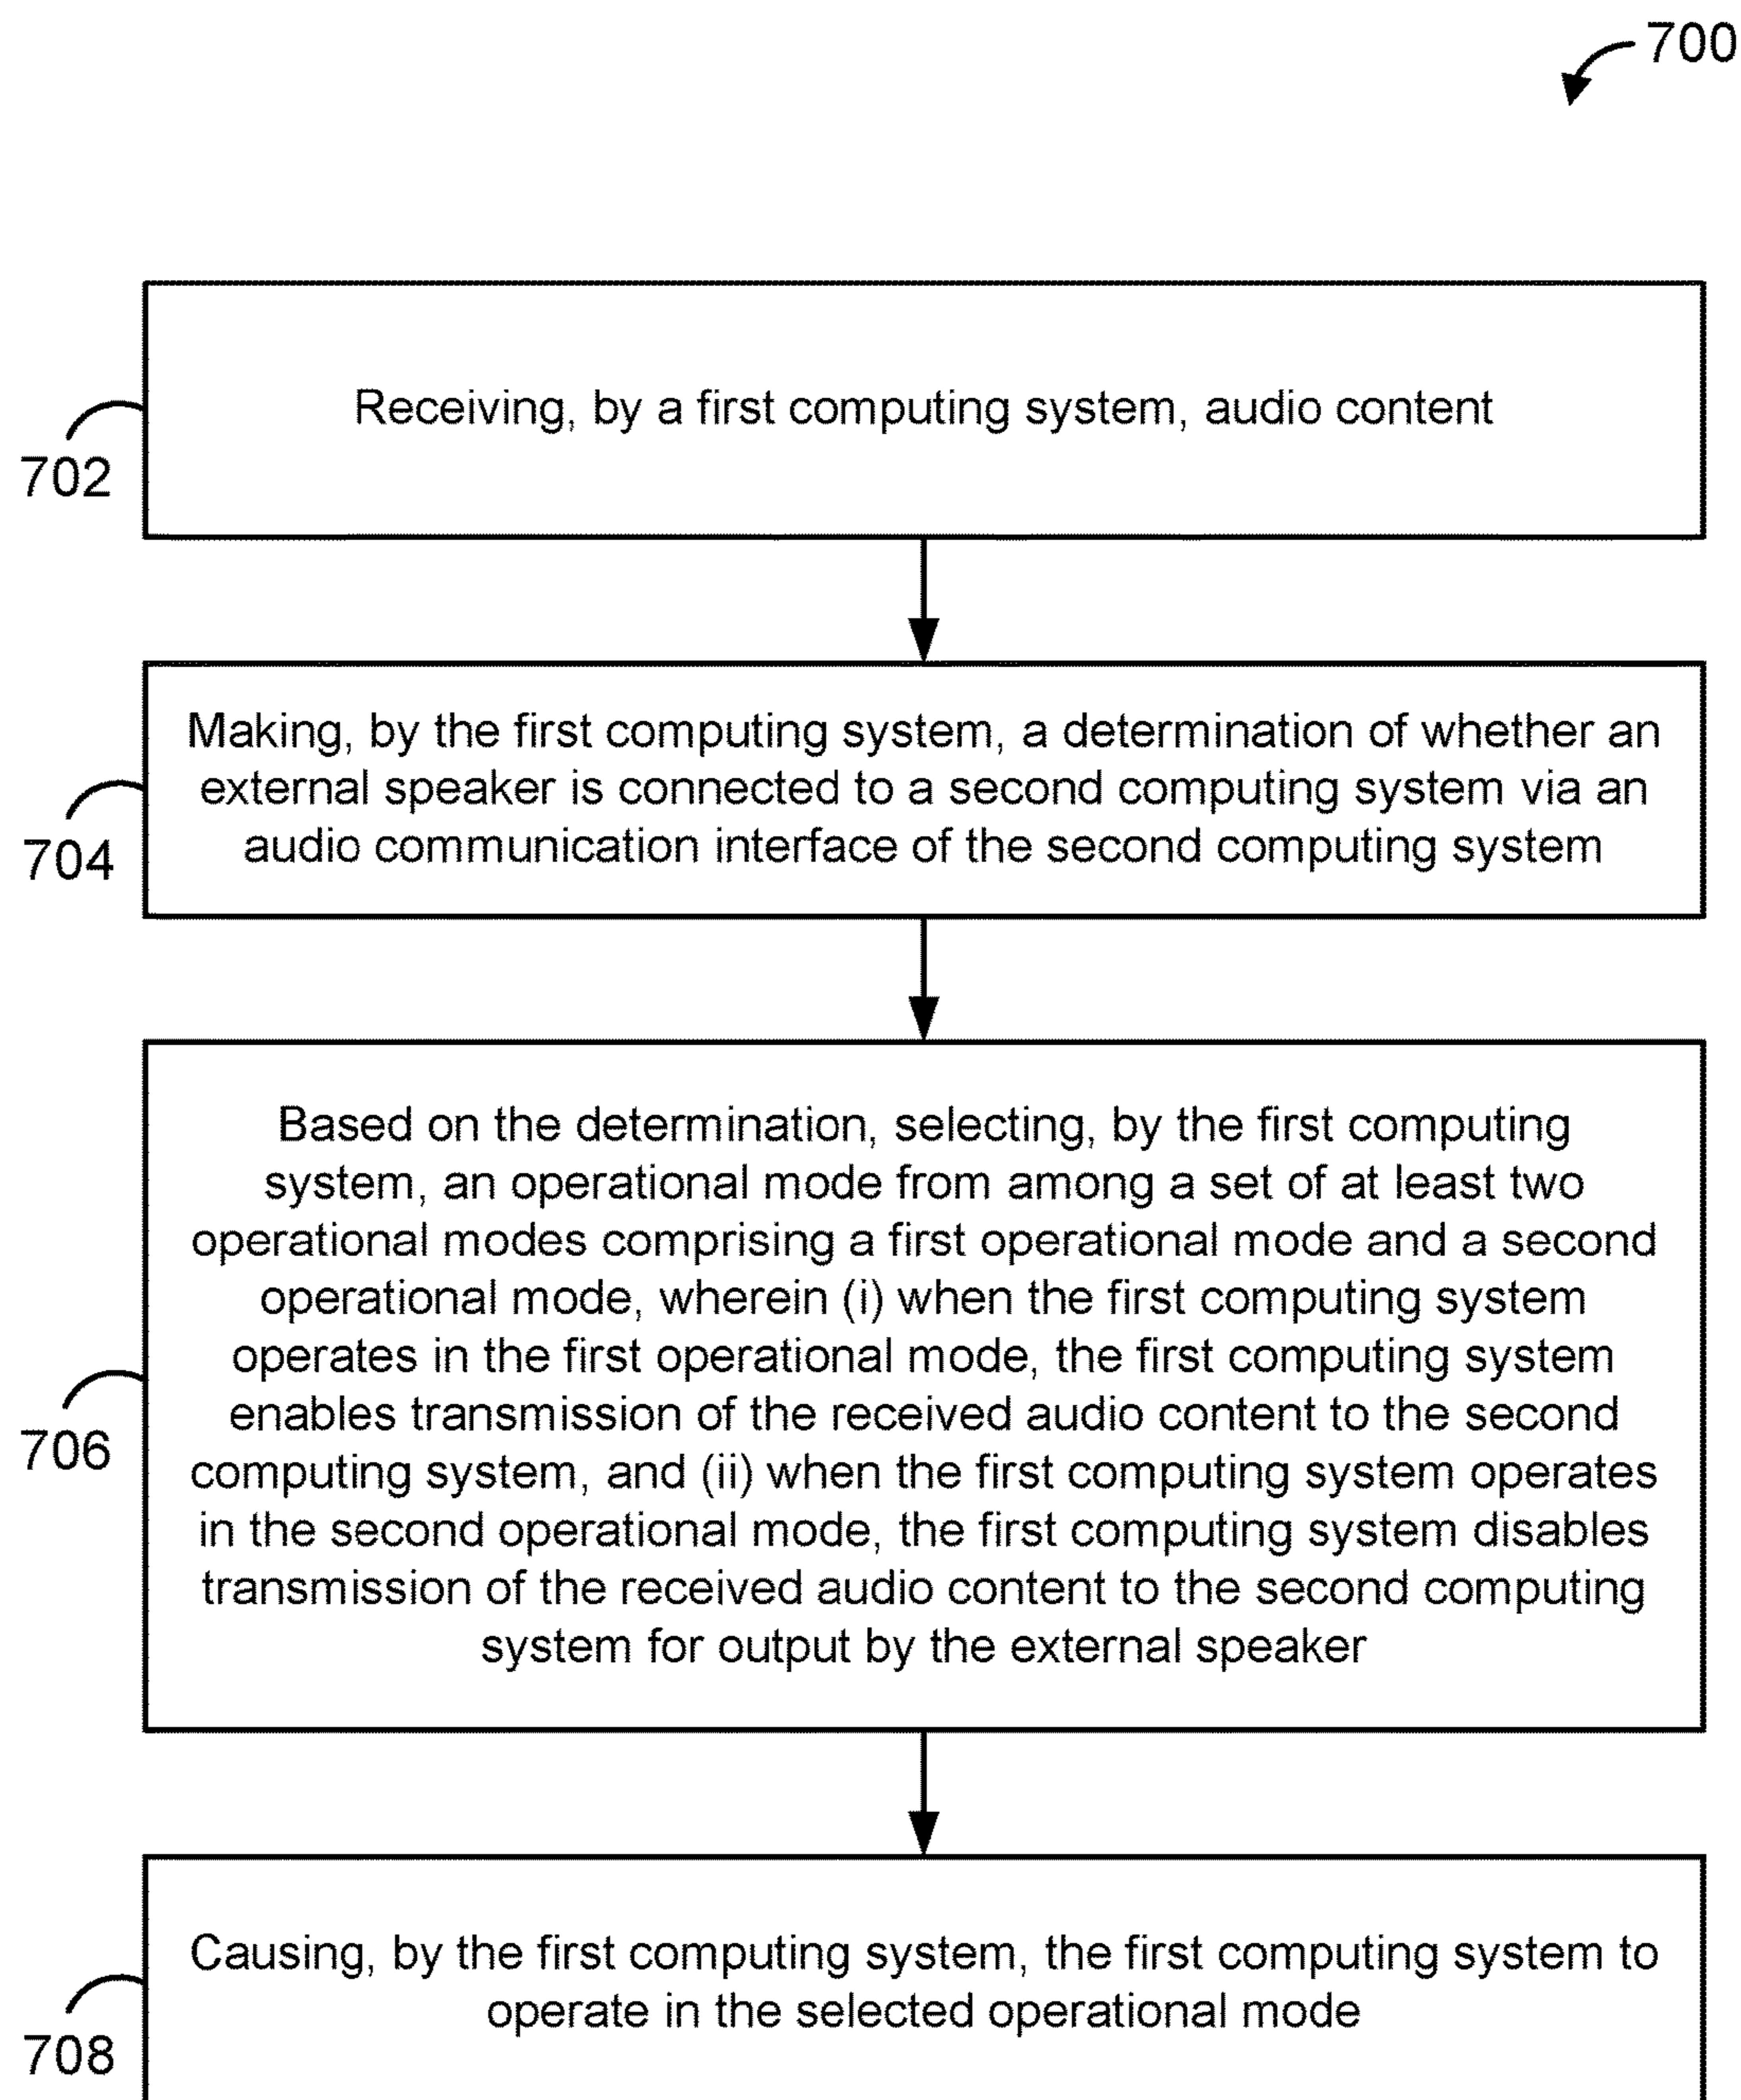 700
Receiving, by a first computing system, audio content
702
Making, by the first computing system, a determination of whether an
external speaker is connected to a second computing system via an
audio communication interface of the second computing system
704
Based on the determination, selecting, by the first computing
system, an operational mode from among a set of at least two
operational modes comprising a first operational mode and a second
operational mode, wherein (i) when the first computing system
operates in the first operational mode, the first computing system
enables transmission of the received audio content to the second
computing system, and (ii) when the first computing system operates
in the second operational mode, the first computing system disables
transmission of the received audio content to the second computing
system for output by the external speaker
706
Causing, by the first computing system, the first computing system to
operate in the selected operational mode
708